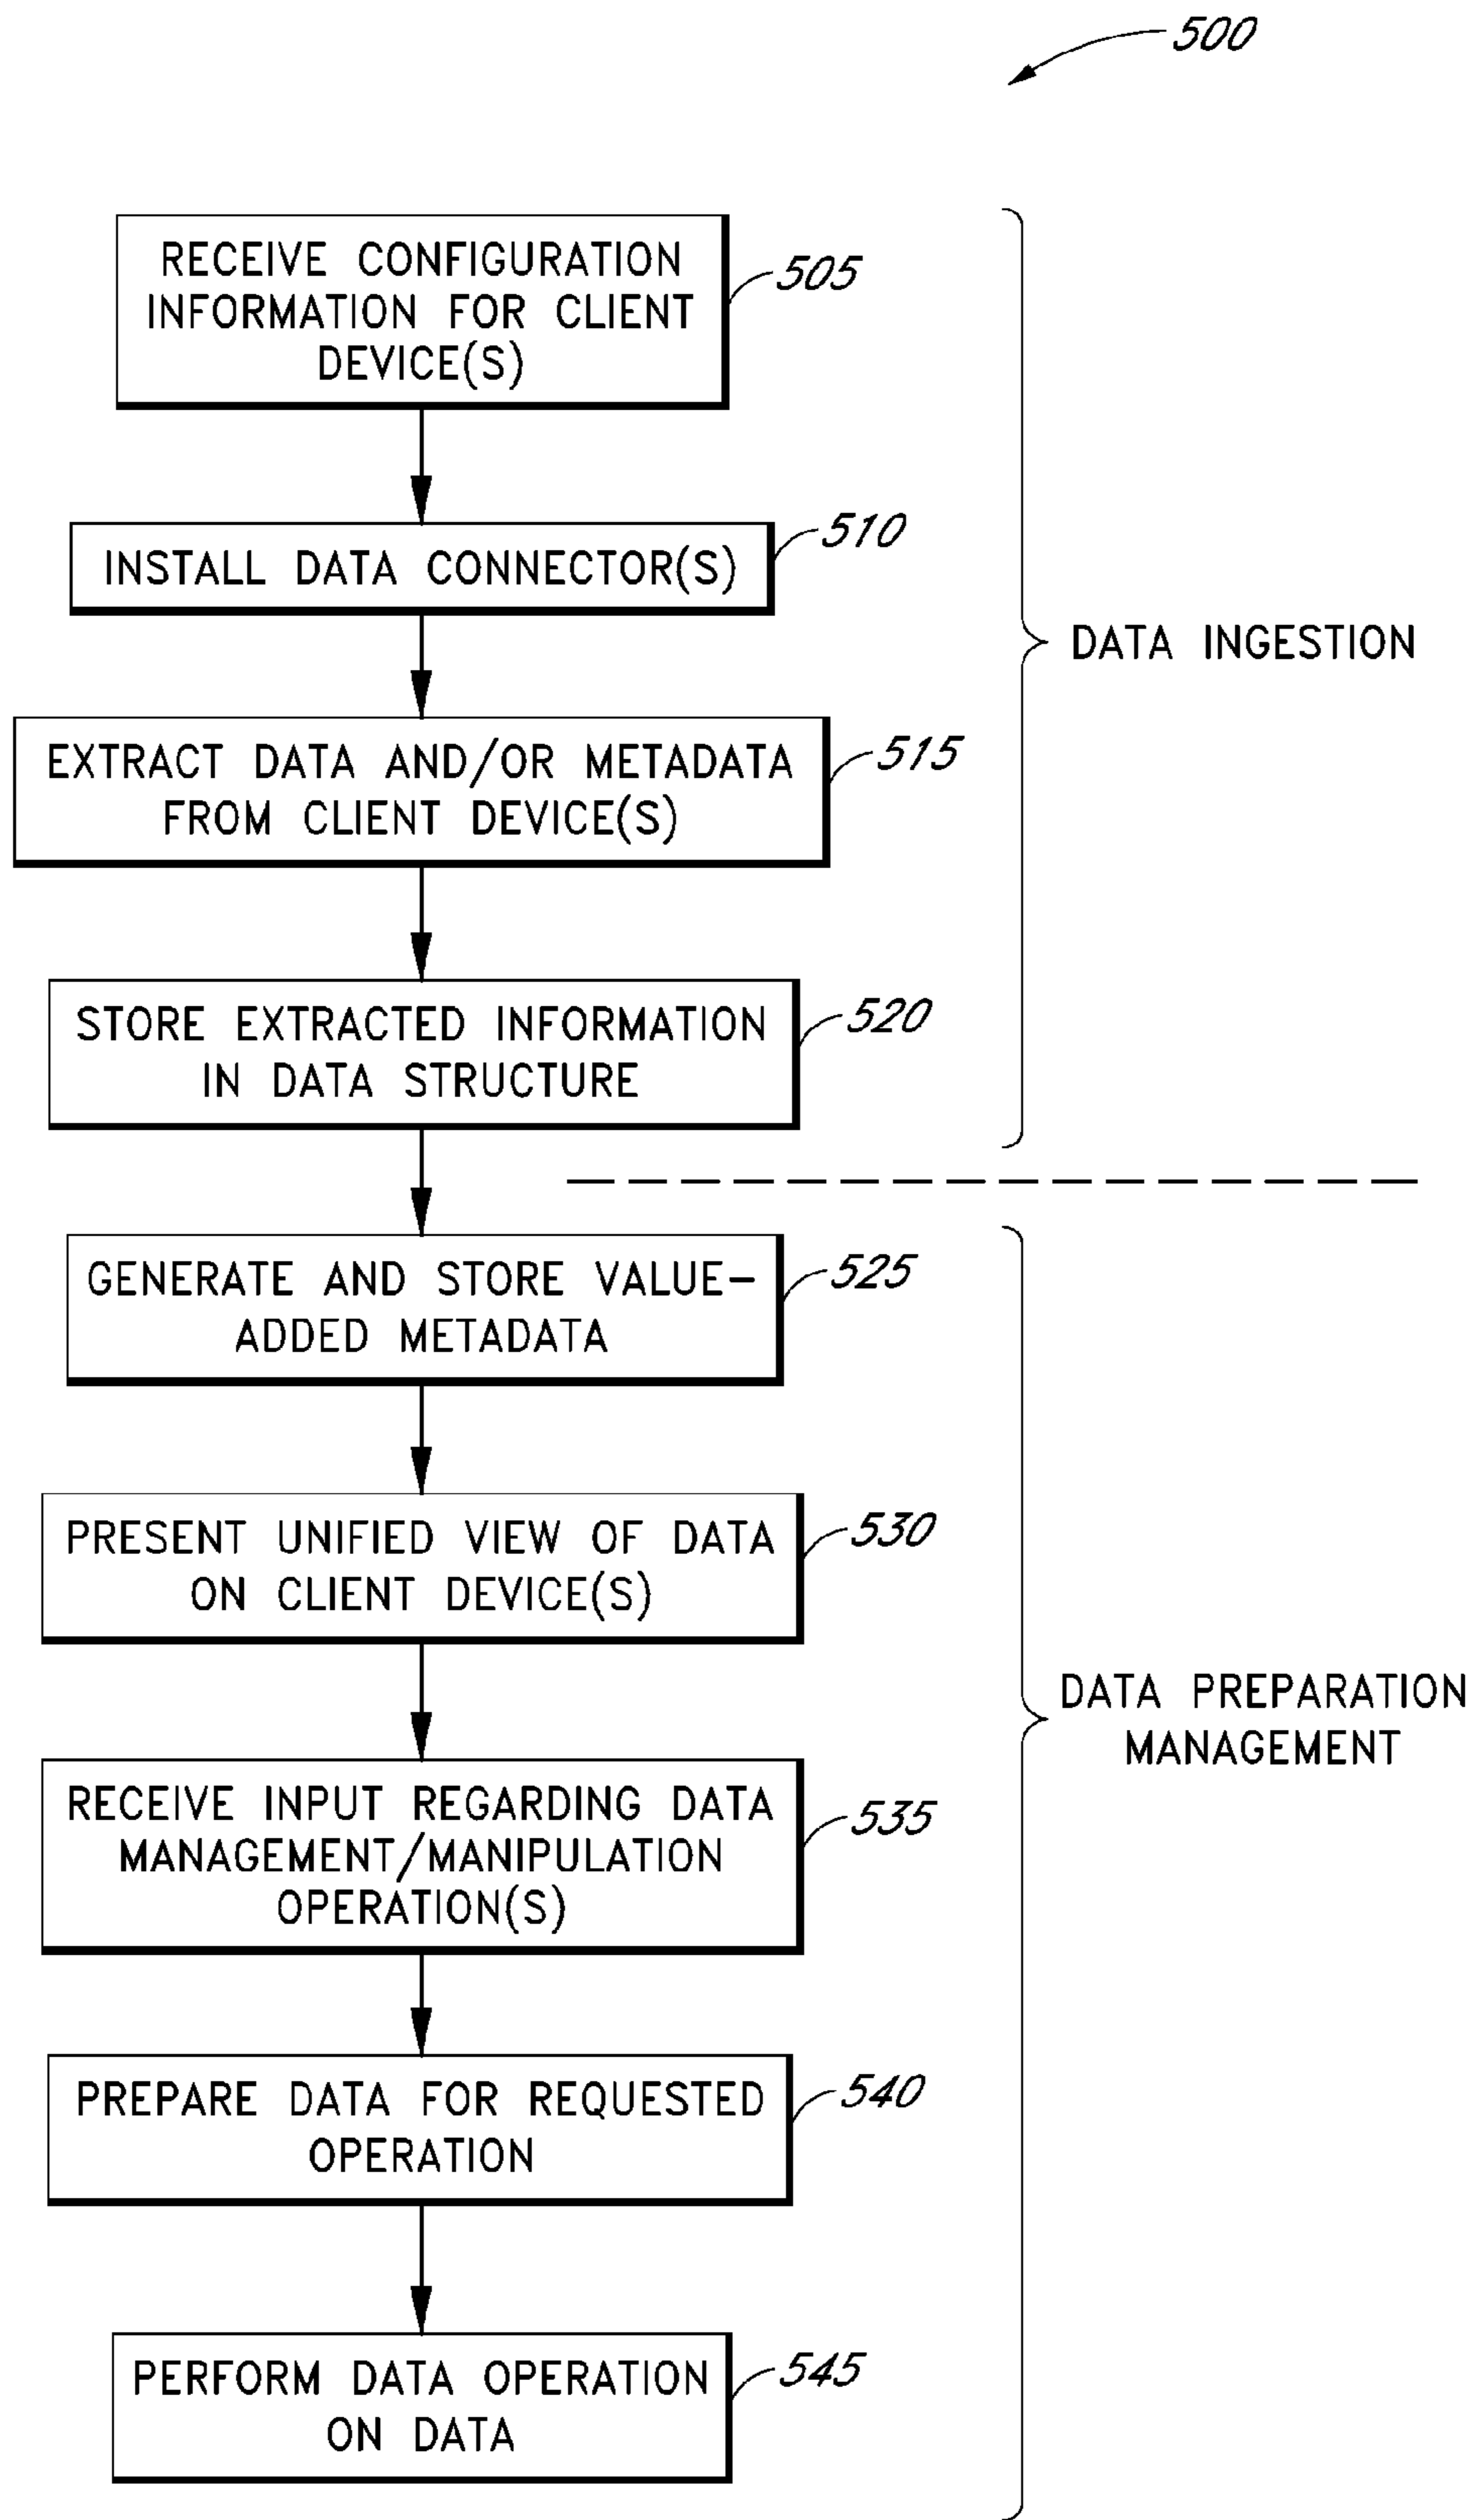 500
RECEIVE CONFIGURATION
INFORMATION FOR CLIENT
DEVICE(S)
505
INSTALL DATA CONNECTOR(S)
510
DATA INGESTION
EXTRACT DATA AND/OR METADATA
FROM CLIENT DEVICE(S)
515
STORE EXTRACTED INFORMATION
IN DATA STRUCTURE
520
GENERATE AND STORE VALUE-
ADDED METADATA
525
PRESENT UNIFIED VIEW OF DATA
ON CLIENT DEVICE(S)
530
DATA PREPARATION
MANAGEMENT
RECEIVE INPUT REGARDING DATA
MANAGEMENT/MANIPULATION
OPERATION(S)
535
PREPARE DATA FOR REQUESTED
OPERATION
540
PERFORM DATA OPERATION
ON DATA
545